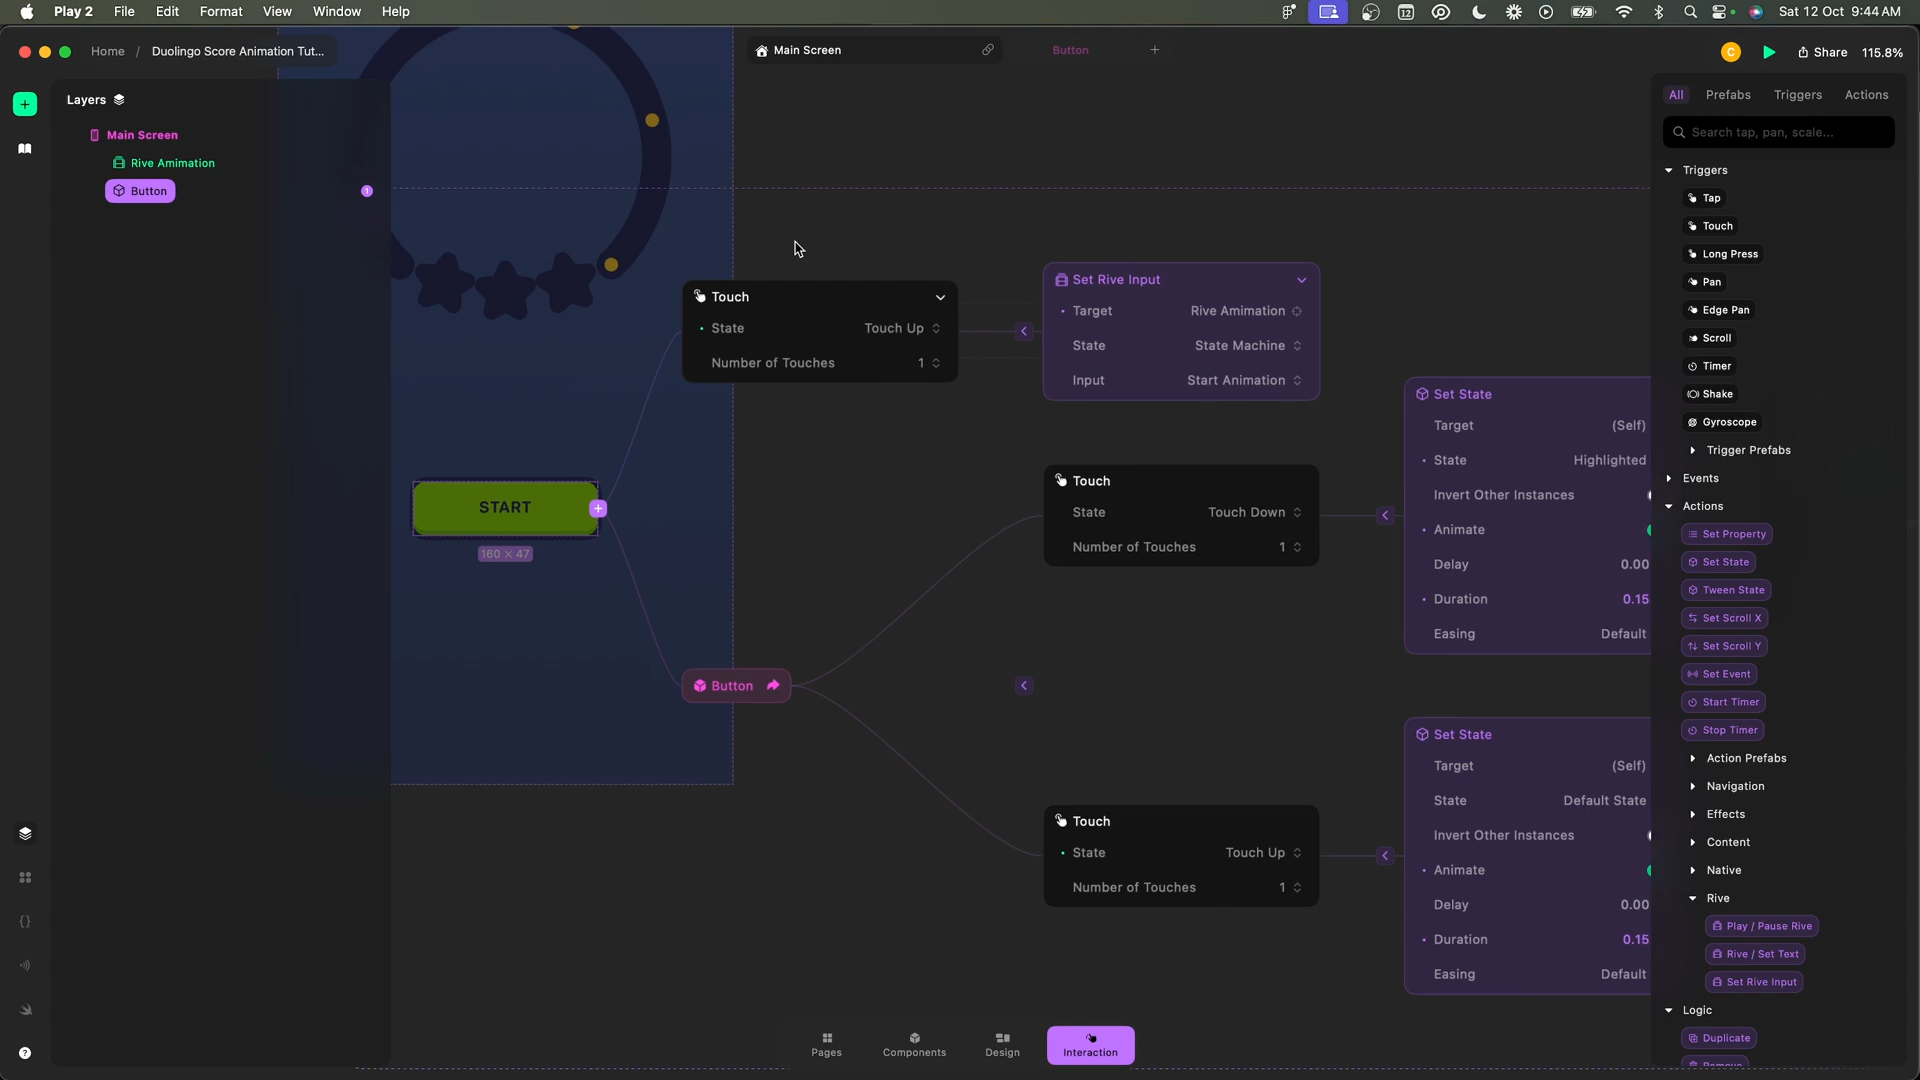 Play 2 File Edit Format View Window Help
12
Sat 12 Oct 9:44 AM
Home / Duolingo Score Animation Tut...
Main Screen
Button
C
Share
115.8%
Layers
Main Screen
Rive Amimation
Button
1
Touch
State Touch Up
Number of Touches 1
Set Rive Input
Target Rive Amimation
State State Machine
Input Start Animation
START
160 × 47
Button
Touch
State Touch Down
Number of Touches 1
Touch
State Touch Up
Number of Touches 1
Set State
Target (Self)
State Highlighted
Invert Other Instances
Animate
Delay 0.00
Duration 0.15
Easing Default
Set State
Target (Self)
State Default State
Invert Other Instances
Animate
Delay 0.00
Duration 0.15
Easing Default
All Prefabs Triggers Actions
Search tap, pan, scale...
Triggers
Tap
Touch
Long Press
Pan
Edge Pan
Scroll
Timer
Shake
Gyroscope
Trigger Prefabs
Events
Actions
Set Property
Set State
Tween State
Set Scroll X
Set Scroll Y
Set Event
Start Timer
Stop Timer
Action Prefabs
Navigation
Effects
Content
Native
Rive
Play / Pause Rive
Rive / Set Text
Set Rive Input
Logic
Duplicate
Pages
Components
Design
Interaction
?